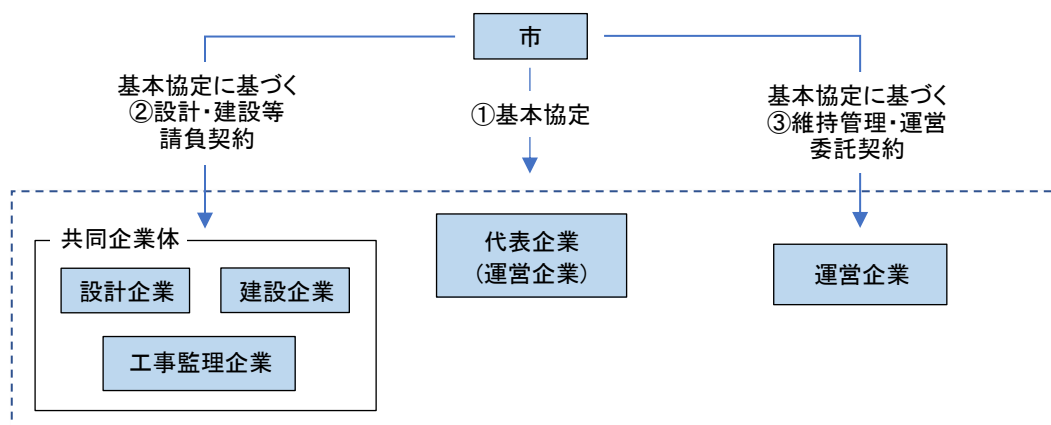 市
基本協定に基づく
②設計・建設等
請負契約
①基本協定
基本協定に基づく
③維持管理・運営
委託契約
共同企業体
設計企業
建設企業
工事監理企業
代表企業
(運営企業)
運営企業